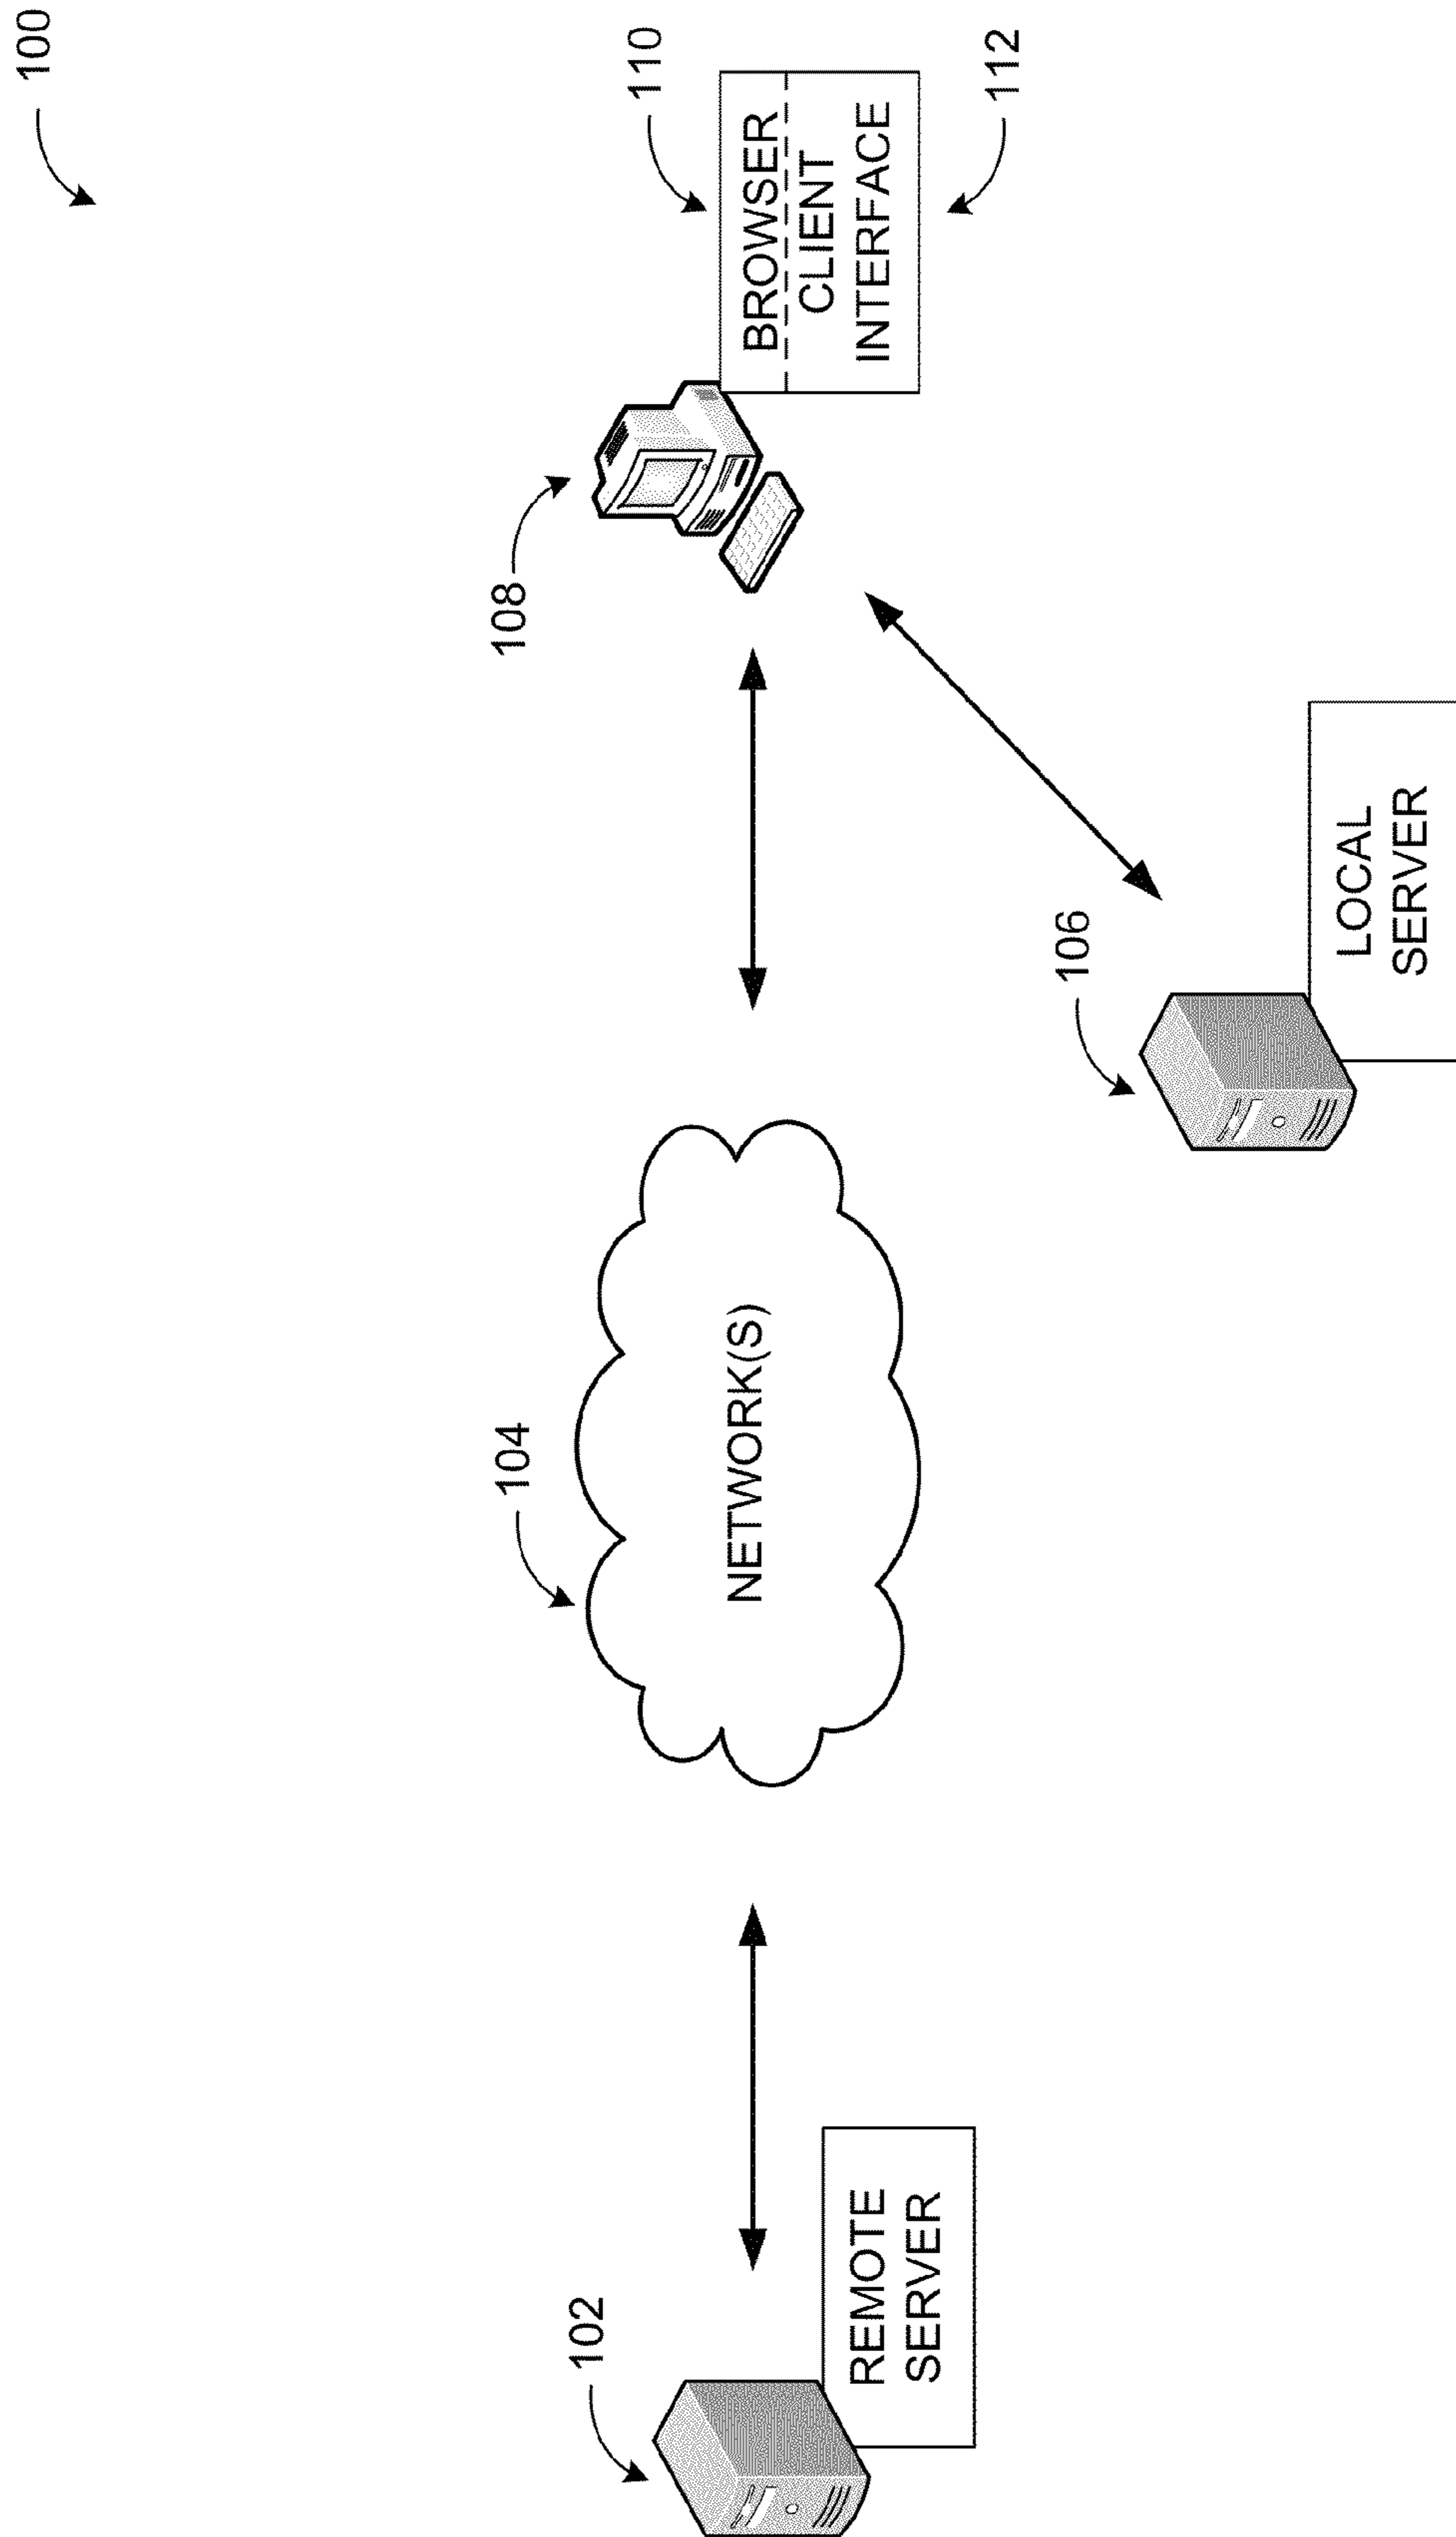 100
102
REMOTE
SERVER
104
NETWORK(S)
108
110
BROWSER
CLIENT
INTERFACE
112
106
LOCAL
SERVER